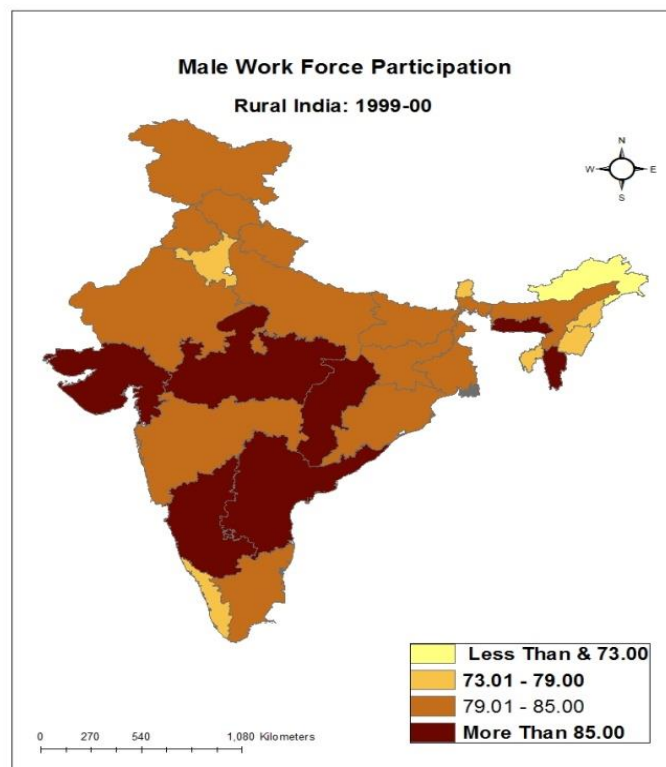 Male Work Force Participation
Rural India: 1999-00
N
W E
S
Less Than & 73.00
73.01 - 79.00
79.01 - 85.00
More Than 85.00
0 270 540 1,080 Kilometers